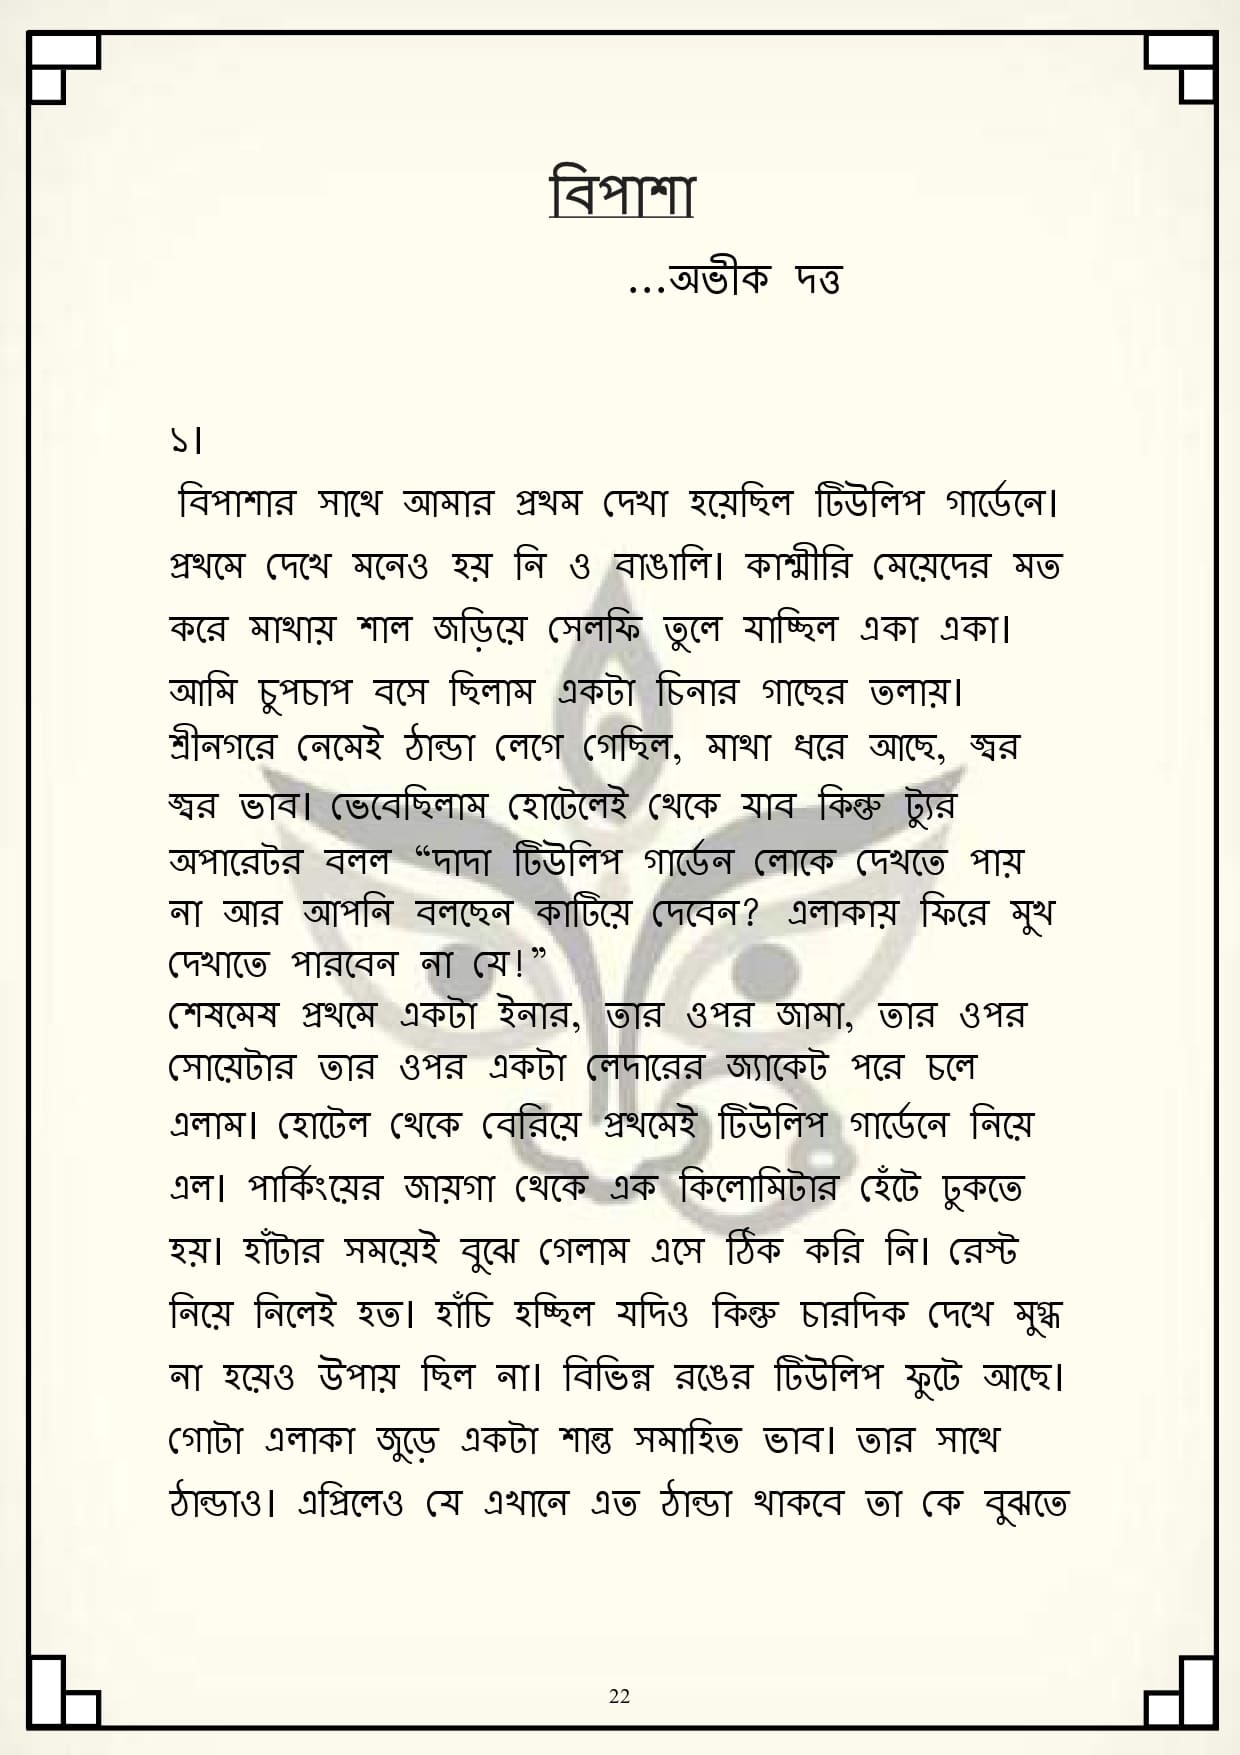 বিপাশা
...অভীক দত্ত
১।
বিপাশার সাথে আমার প্রথম দেখা হয়েছিল টিউলিপ গার্ডেনে।
প্রথমে দেখে মনেও হয় নি ও বাঙালি। কাশ্মীরি মেয়েদের মত
করে মাথায় শাল জড়িয়ে সেলফি তুলে যাচ্ছিল একা একা।
আমি চুপচাপ বসে ছিলাম একটা চিনার গাছের তলায়।
শ্রীনগরে নেমেই ঠান্ডা লেগে গেছিল, মাথা ধরে আছে, জ্বর
জ্বর ভাব। ভেবেছিলাম হোটেলেই থেকে যাব কিন্তু ট্যুর
অপারেটর বলল “দাদা টিউলিপ গার্ডেন লোকে দেখতে পায়
না আর আপনি বলছেন কাটিয়ে দেবেন? এলাকায় ফিরে মুখ
দেখাতে পারবেন না যে!”
শেষমেষ প্রথমে একটা ইনার, তার ওপর জামা, তার ওপর
সোয়েটার তার ওপর একটা লেদারের জ্যাকেট পরে চলে
এলাম। হোটেল থেকে বেরিয়ে প্রথমেই টিউলিপ গার্ডেনে নিয়ে
এল। পার্কিংয়ের জায়গা থেকে এক কিলোমিটার হেঁটে ঢুকতে
হয়। হাঁটার সময়েই বুঝে গেলাম এসে ঠিক করি নি। রেস্ট
নিয়ে নিলেই হত। হাঁচি হচ্ছিল যদিও কিন্তু চারদিক দেখে মুগ্ধ
না হয়েও উপায় ছিল না। বিভিন্ন রঙের টিউলিপ ফুটে আছে।
গোটা এলাকা জুড়ে একটা শান্ত সমাহিত ভাব। তার সাথে
ঠান্ডাও। এপ্রিলেও যে এখানে এত ঠান্ডা থাকবে তা কে বুঝতে
22